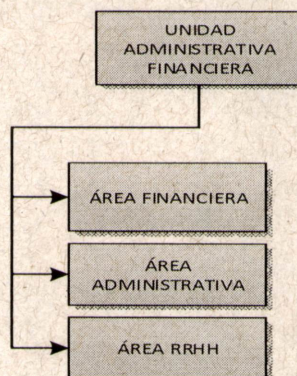 UNIDAD
ADMINISTRATIVA
FINANCIERA
ÁREA FINANCIERA
ÁREA
ADMINISTRATIVA
ÁREA RRHH